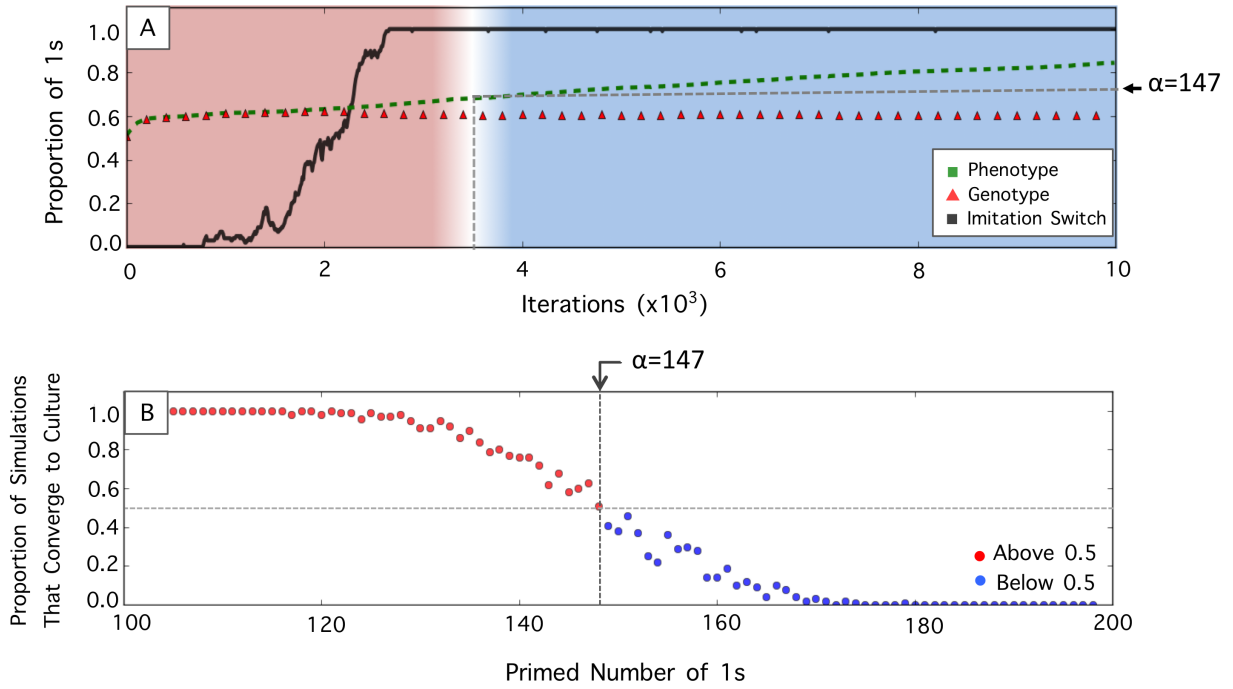 A
Proportion of 1s
1.0
0.8
0.6
0.4
0.2
0.0
α=147
Phenotype
Genotype
Imitation Switch
0 2 4 6 8 10
Iterations (x10³)
α=147
B
Proportion of Simulations
That Converge to Culture
1.0
0.8
0.6
0.4
0.2
0.0
Above 0.5
Below 0.5
100 120 140 160 180 200
Primed Number of 1s